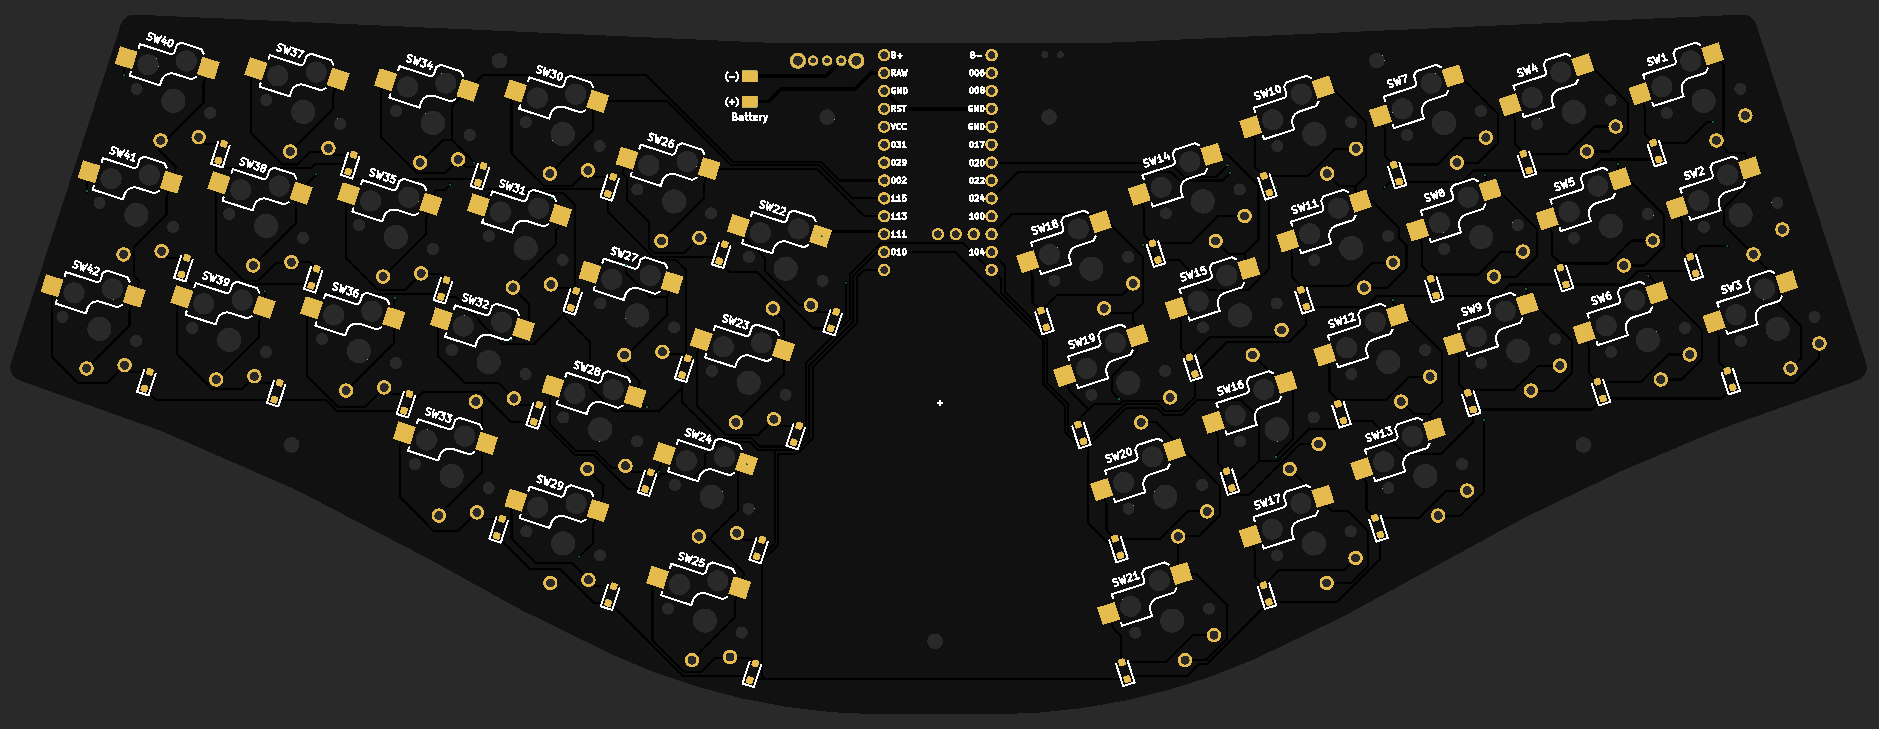 SW40
SW37
SW34
SW30
SW26
SW22
SW41
SW38
SW35
SW31
SW27
SW23
SW42
SW39
SW36
SW32
SW28
SW24
SW33
SW29
SW25
(-)
(+)
Battery
B+
RAW
GND
RST
VCC
031
029
002
115
113
111
010
B-
006
008
GND
GND
017
020
022
024
100
104
SW18
SW14
SW10
SW7
SW4
SW1
SW19
SW15
SW11
SW8
SW5
SW2
SW20
SW16
SW12
SW9
SW6
SW3
SW21
SW17
SW13